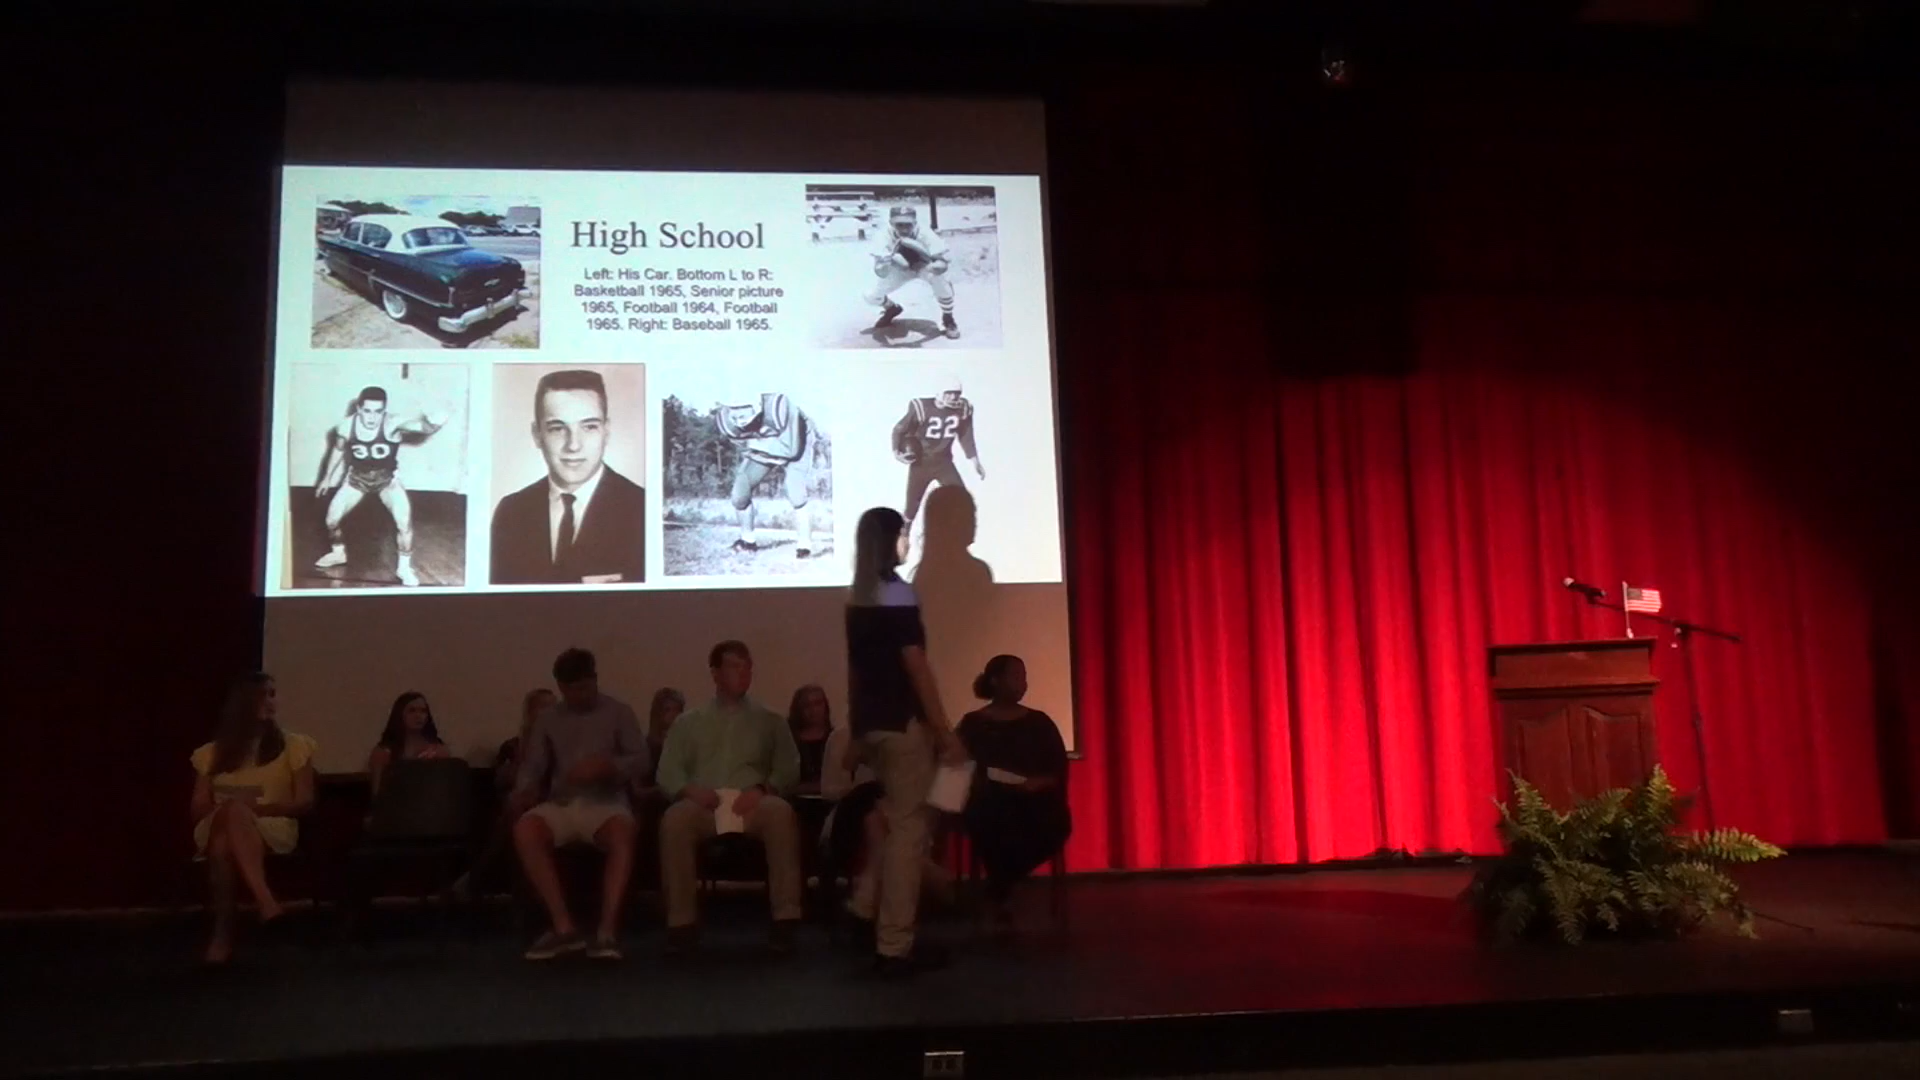 High School
Left: His Car. Bottom L to R:
Basketball 1965, Senior picture
1965, Football 1964, Football
1965. Right: Baseball 1965.
30
22